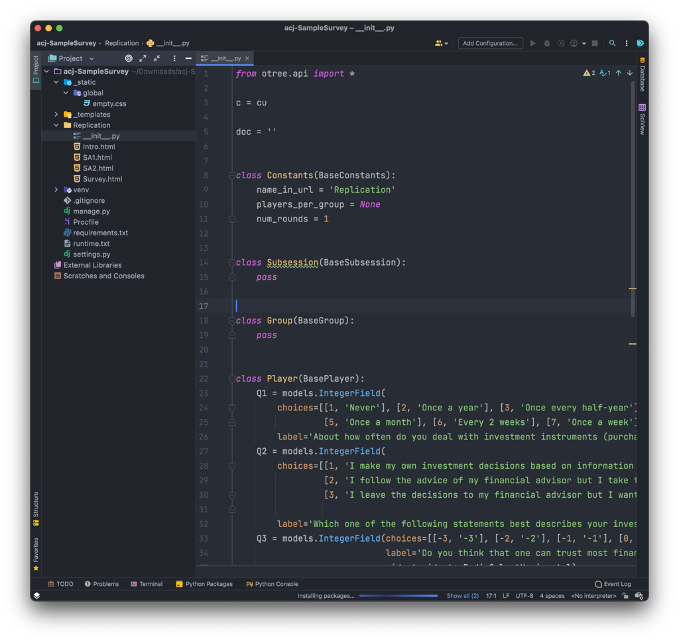 acj-SampleSurvey – __init__.py
acj-SampleSurvey › Replication › __init__.py
Add Configuration...
Project
__init__.py ×
Project
acj-SampleSurvey ~/Downloads/acj-S
_static
global
empty.css
_templates
Replication
__init__.py
Intro.html
SA1.html
SA2.html
Survey.html
venv
.gitignore
manage.py
Procfile
requirements.txt
runtime.txt
settings.py
External Libraries
Scratches and Consoles
Structure
Favorites
1 from otree.api import *
2
3 c = cu
4
5 doc = ''
6
7
8 class Constants(BaseConstants):
9 name_in_url = 'Replication'
10 players_per_group = None
11 num_rounds = 1
12
13
14 class Subsession(BaseSubsession):
15 pass
16
17
18 class Group(BaseGroup):
19 pass
20
21
22 class Player(BasePlayer):
23 Q1 = models.IntegerField(
24 choices=[[1, 'Never'], [2, 'Once a year'], [3, 'Once every half-year']
25 [5, 'Once a month'], [6, 'Every 2 weeks'], [7, 'Once a week']
26 label='About how often do you deal with investment instruments (purcha
27 Q2 = models.IntegerField(
28 choices=[[1, 'I make my own investment decisions based on information
29 [2, 'I follow the advice of my financial advisor but I take t
30 [3, 'I leave the decisions to my financial advisor but I want
31
32 label='Which one of the following statements best describes your inves
33 Q3 = models.IntegerField(choices=[[-3, '-3'], [-2, '-2'], [-1, '-1'], [0,
34 label='Do you think that one can trust most finan
2 1
Database
SciView
TODO Problems Terminal Python Packages Python Console Event Log
Installing packages... Show all (2) 17:1 LF UTF-8 4 spaces <No interpreter>